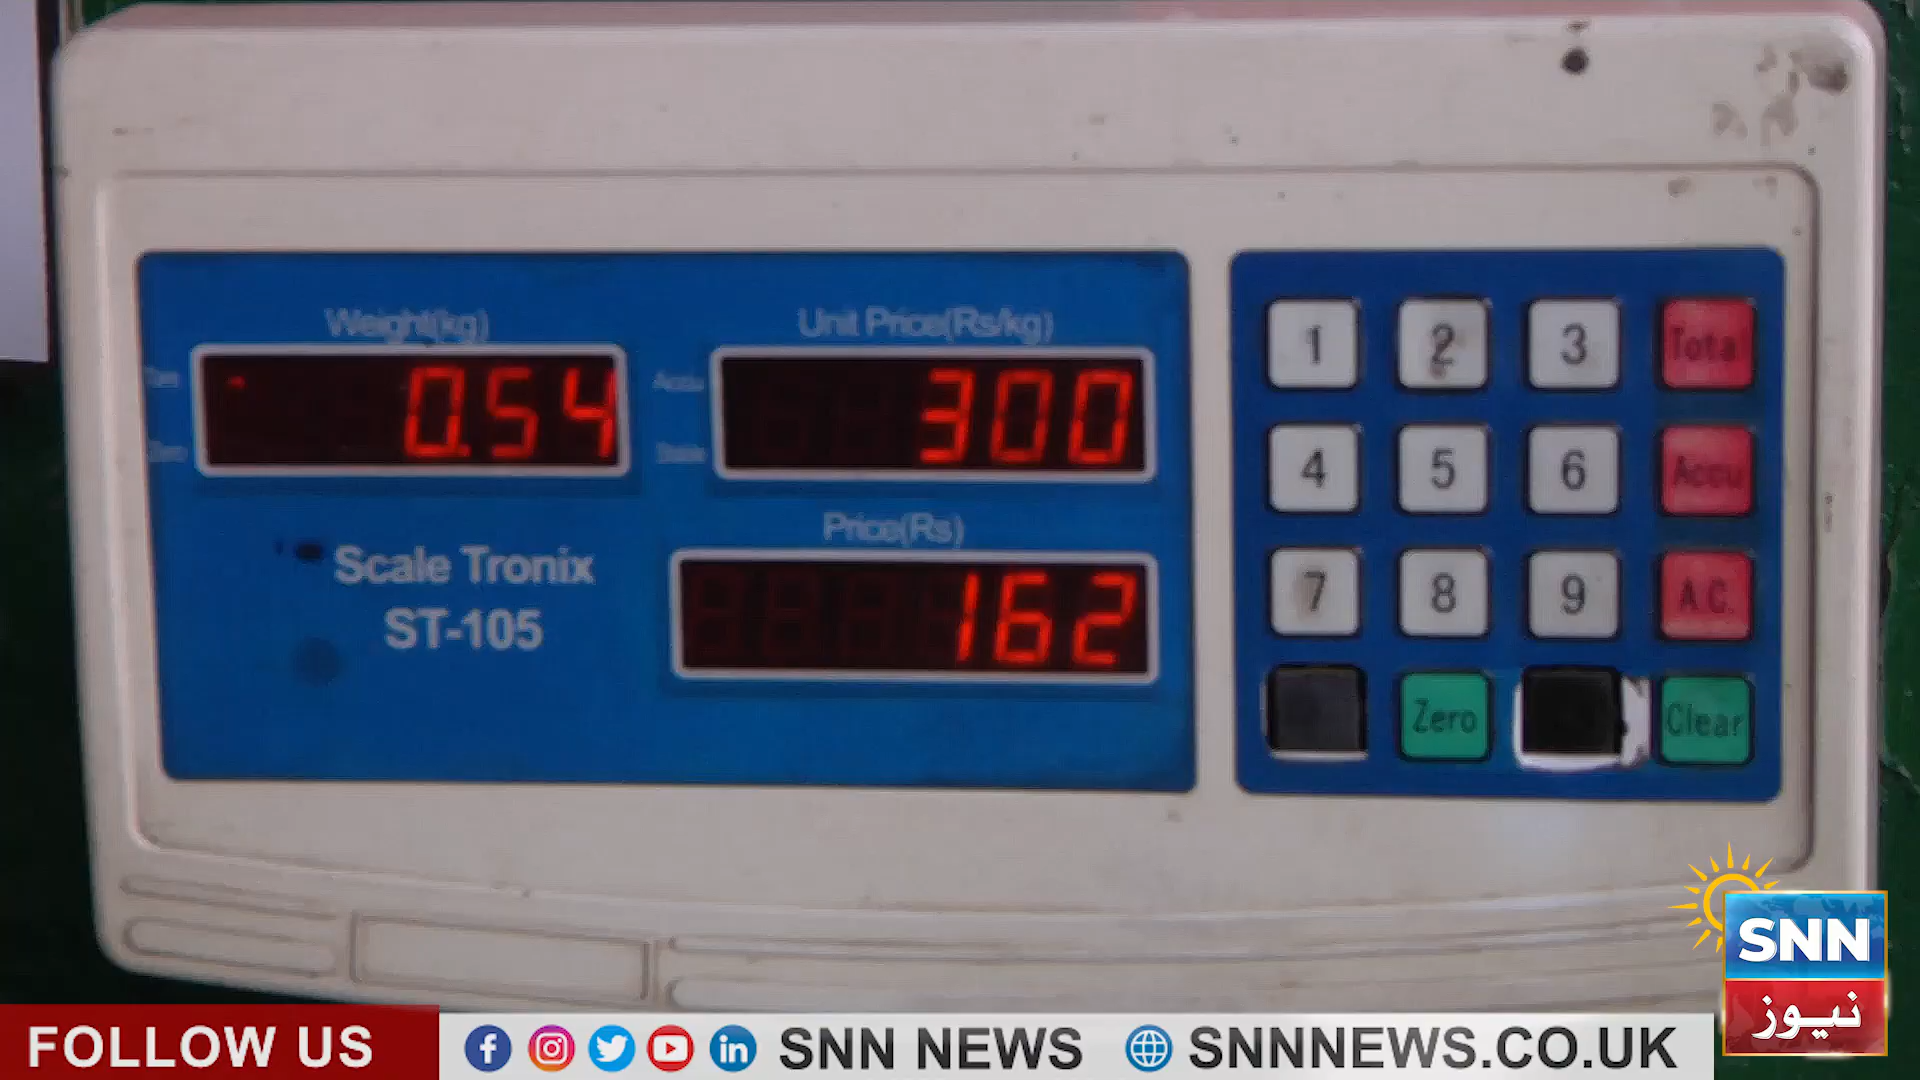 Weight(kg)
Unit Price(Rs/kg)
0.54
300
Price(Rs)
162
Scale Tronix
ST-105
1 2 3 Total
4 5 6 Accu
7 8 9 A.C.
Zero Clear
SNN
نیوز
FOLLOW US
SNN NEWS
SNNNEWS.CO.UK